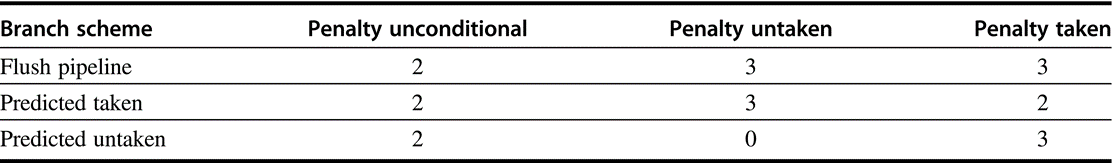 Branch scheme Penalty unconditional Penalty untaken Penalty taken
Flush pipeline 2 3 3
Predicted taken 2 3 2
Predicted untaken 2 0 3